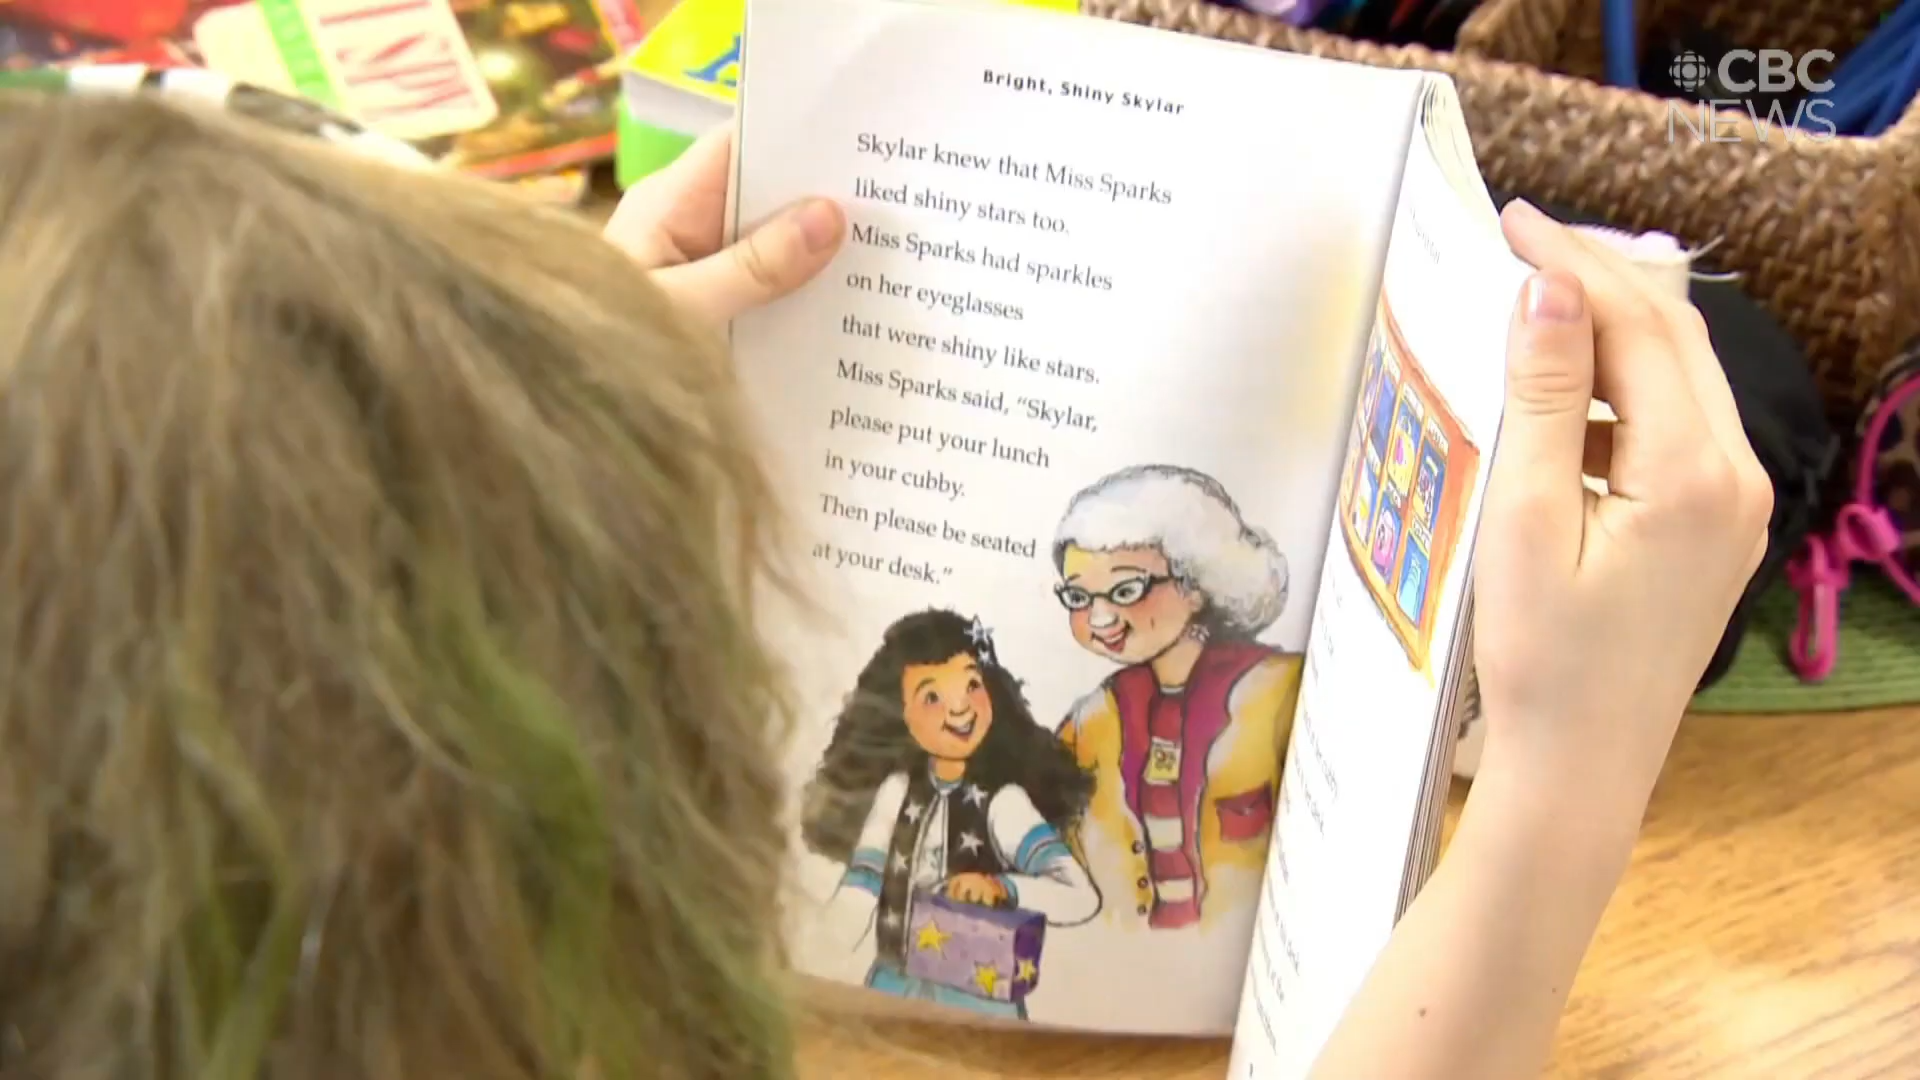 I SPY
CBC
NEWS
Bright, Shiny Skylar
Skylar knew that Miss Sparks
liked shiny stars too.
Miss Sparks had sparkles
on her eyeglasses
that were shiny like stars.
Miss Sparks said, “Skylar,
please put your lunch
in your cubby.
Then please be seated
at your desk.”